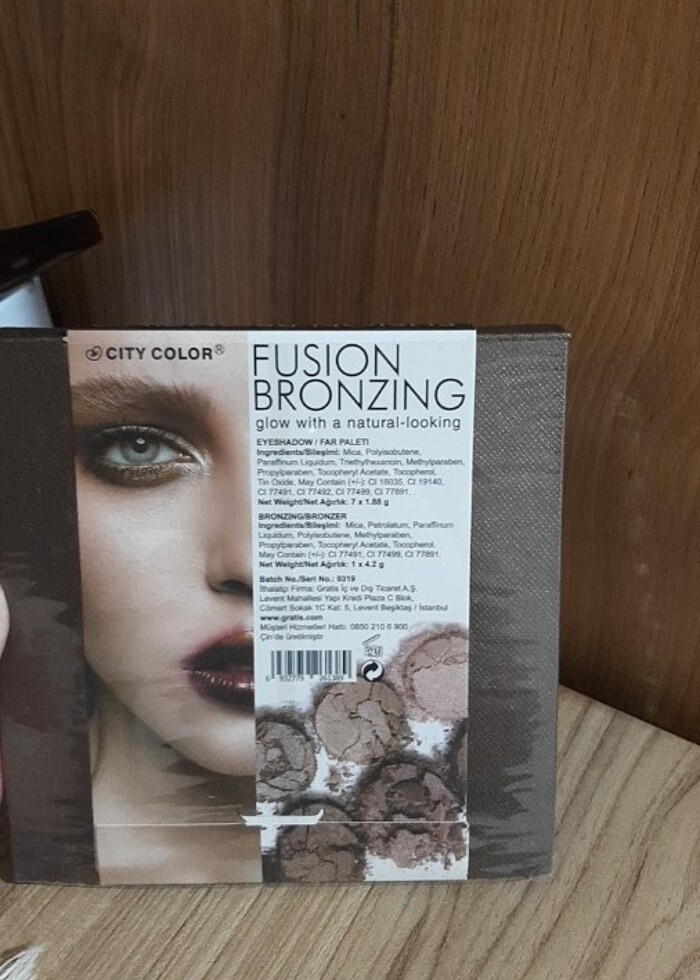 CITY COLOR®
FUSION
BRONZING
glow with a natural-looking
EYESHADOW / FAR PALETI
Ingredients/Bileşimi: Mica, Polyisobutene,
Paraffinum Liquidum, Triethylhexanoin, Methylparaben,
Propylparaben, Tocopheryl Acetate, Tocopherol,
Tin Oxide, May Contain (+/-): CI 16035, CI 19140,
CI 77491, CI 77492, CI 77499, CI 77891, .
Net Weight/Net Ağırlık: 7 x 1.88 g
BRONZING/BRONZER
Ingredients/Bileşimi: Mica, Petrolatum, Paraffinum
Liquidum, Polyisobutene, Methylparaben,
Propylparaben, Tocopheryl Acetate, Tocopherol,
May Contain (+/-): CI 77491, CI 77499, CI 77891.
Net Weight/Net Ağırlık: 1 x 4.2 g
Batch No./Seri No.: 0319
İthalatçı Firma: Gratis İç ve Dış Ticaret A.Ş.
Levent Mahallesi Yapı Kredi Plaza C Blok,
Cömert Sokak 1C Kat: 5, Levent Beşiktaş / İstanbul
www.gratis.com
Müşteri Hizmetleri Hattı: 0850 210 6 900
Çin'de üretilmiştir
12M
6 932779 261389